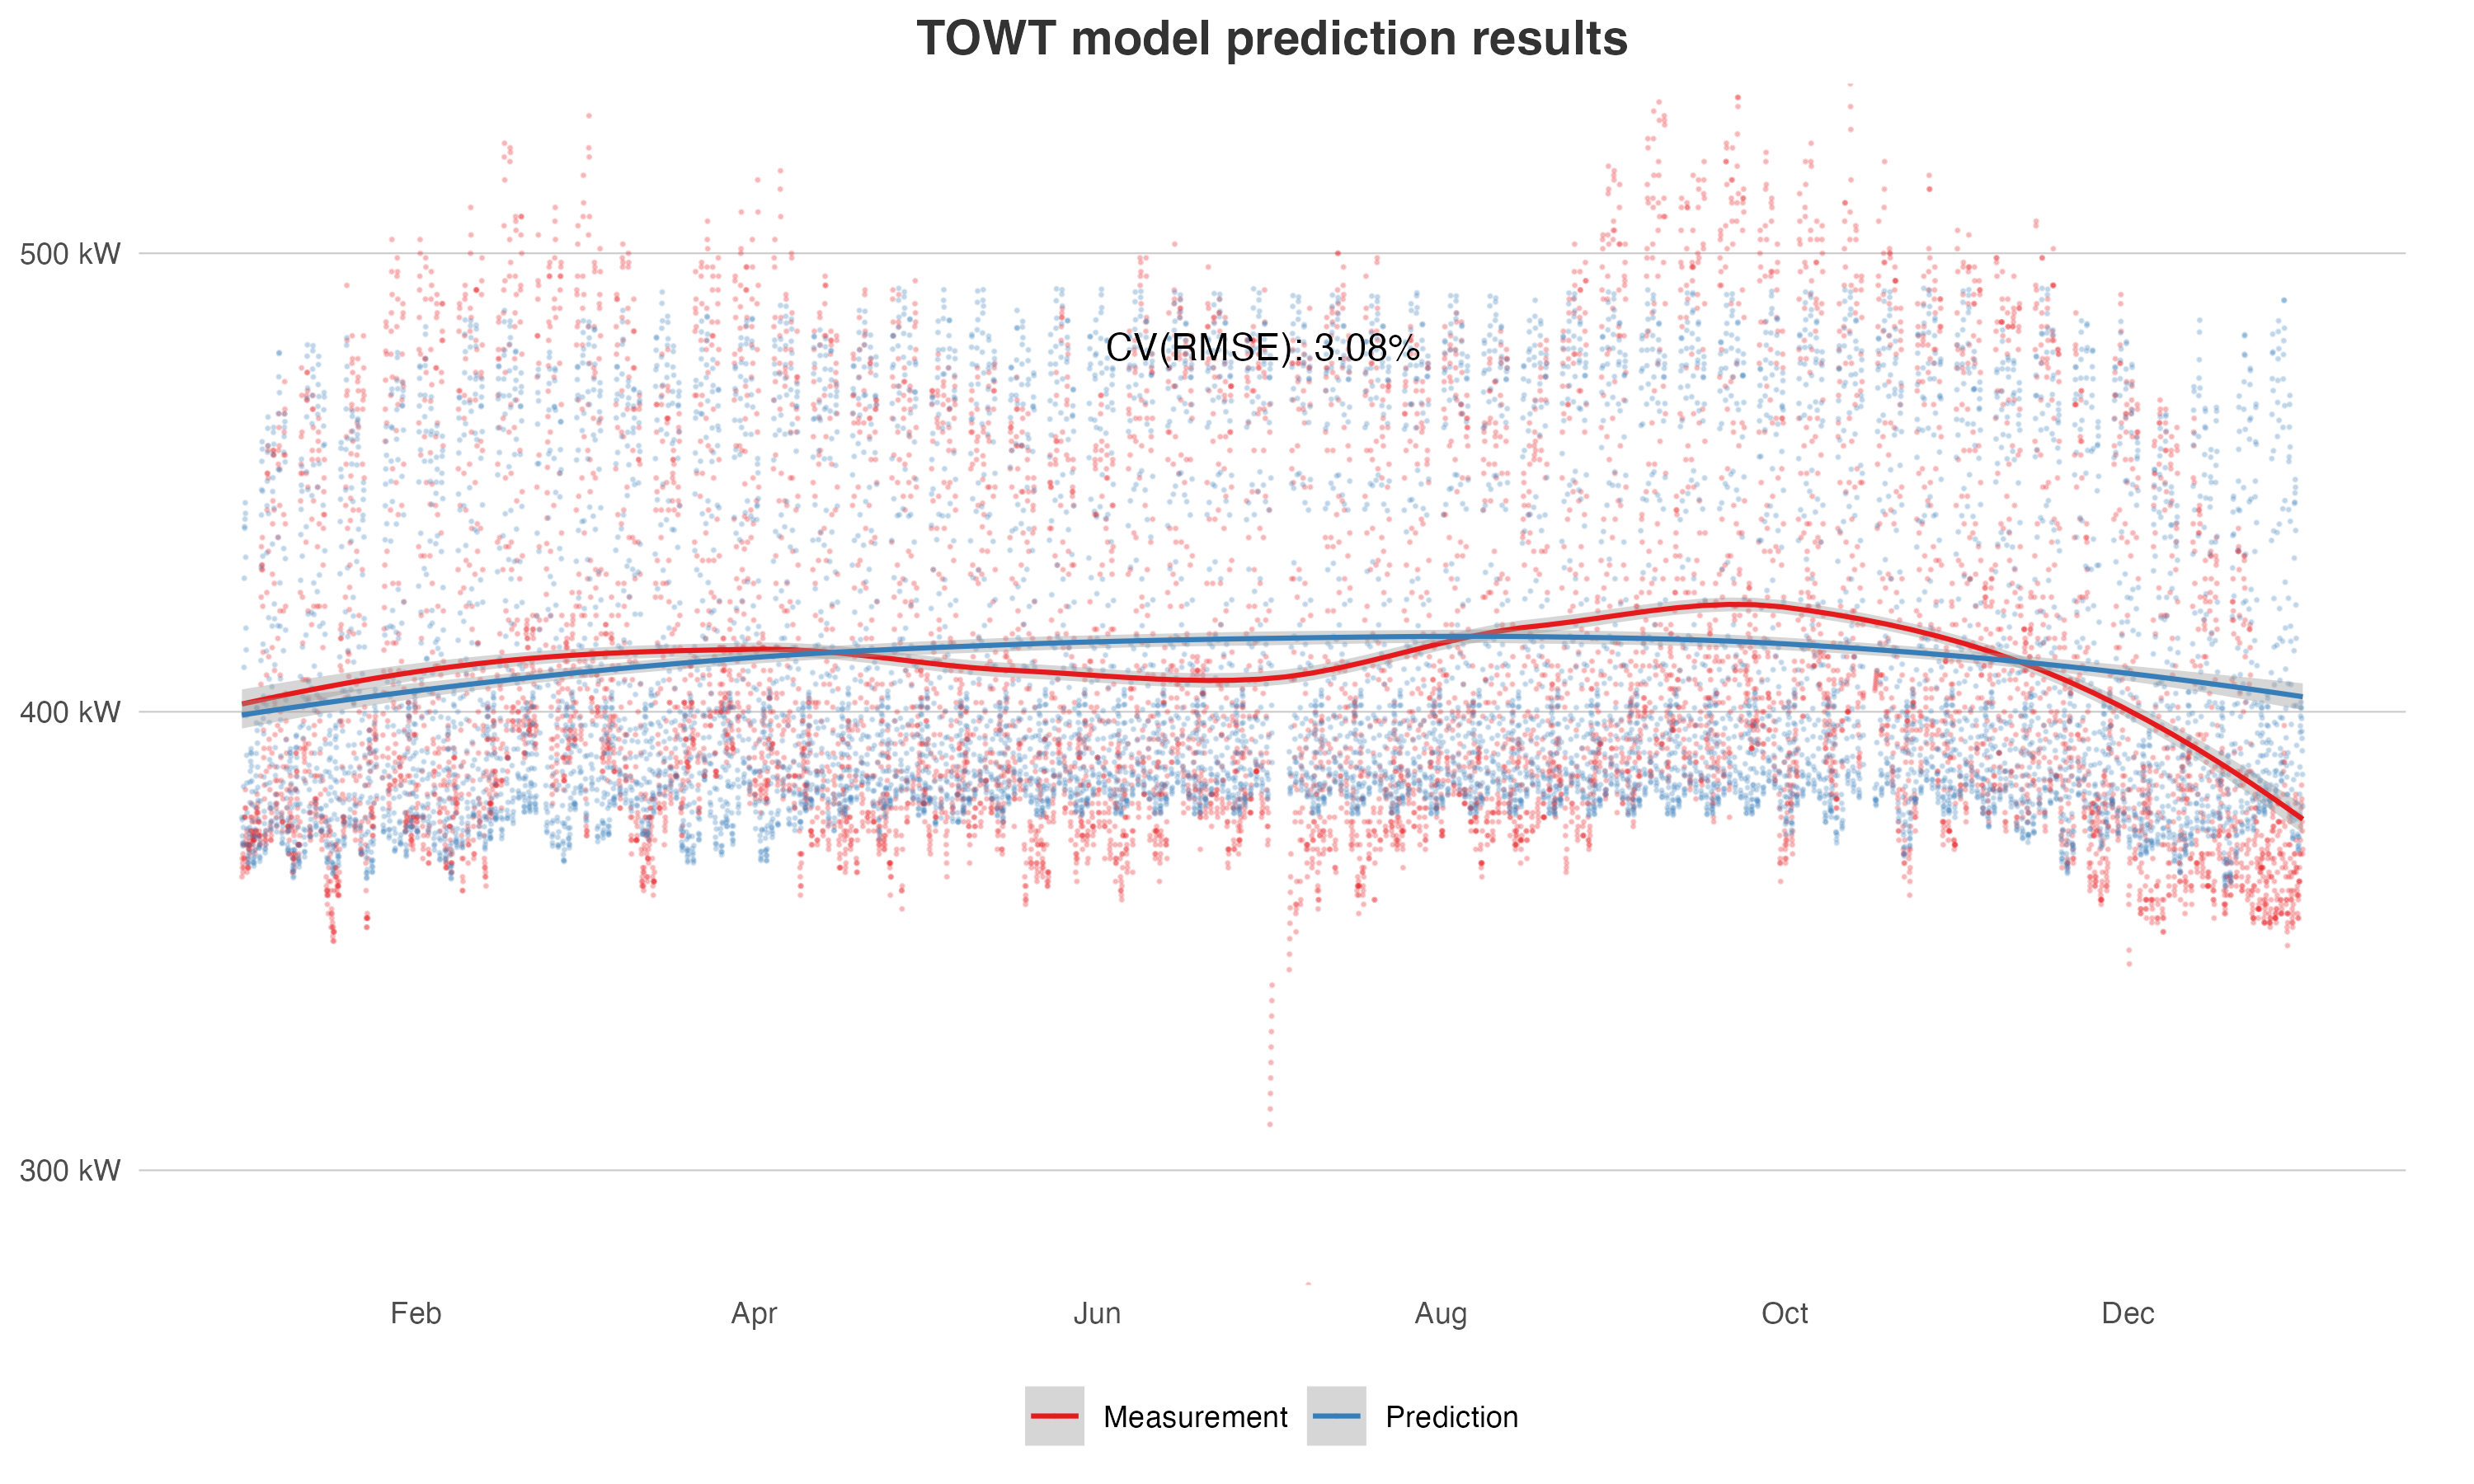 TOWT model prediction results
500 kW
CV(RMSE): 3.08%
400 kW
300 kW
Feb Apr Jun Aug Oct Dec
Measurement Prediction